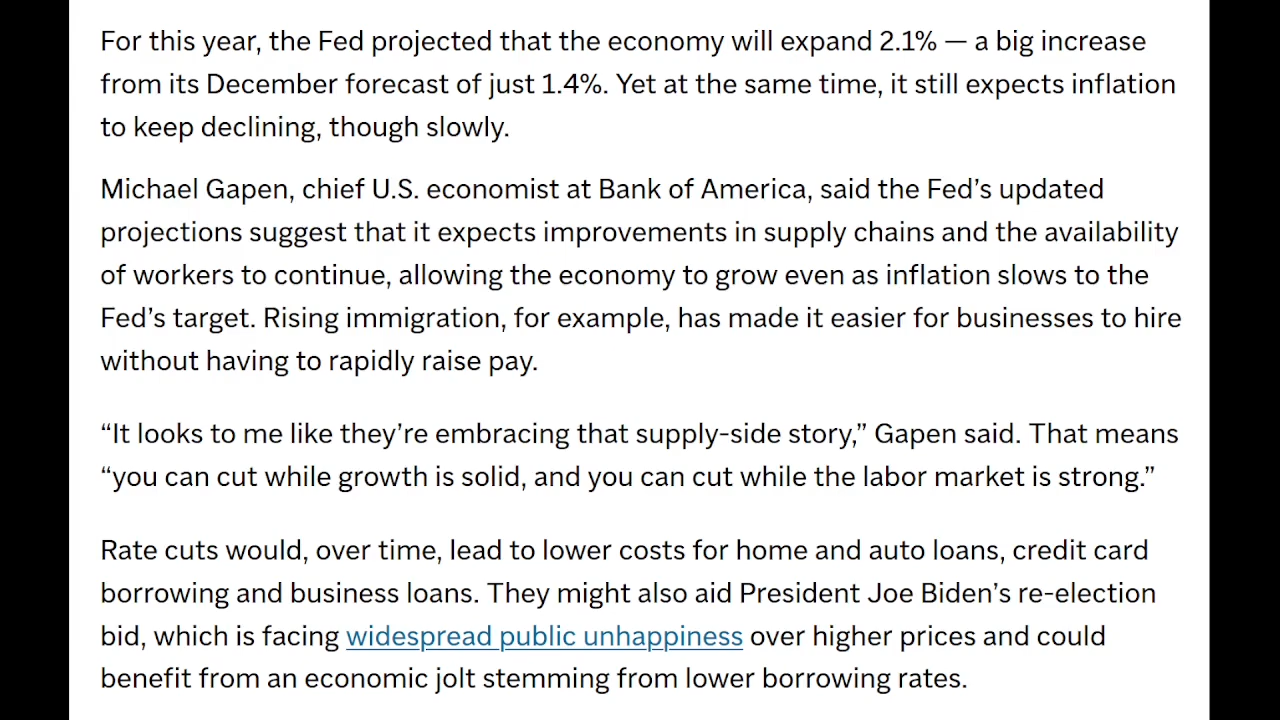 For this year, the Fed projected that the economy will expand 2.1% — a big increase
from its December forecast of just 1.4%. Yet at the same time, it still expects inflation
to keep declining, though slowly.
Michael Gapen, chief U.S. economist at Bank of America, said the Fed’s updated
projections suggest that it expects improvements in supply chains and the availability
of workers to continue, allowing the economy to grow even as inflation slows to the
Fed’s target. Rising immigration, for example, has made it easier for businesses to hire
without having to rapidly raise pay.
“It looks to me like they’re embracing that supply-side story,” Gapen said. That means
“you can cut while growth is solid, and you can cut while the labor market is strong.”
Rate cuts would, over time, lead to lower costs for home and auto loans, credit card
borrowing and business loans. They might also aid President Joe Biden’s re-election
bid, which is facing widespread public unhappiness over higher prices and could
benefit from an economic jolt stemming from lower borrowing rates.